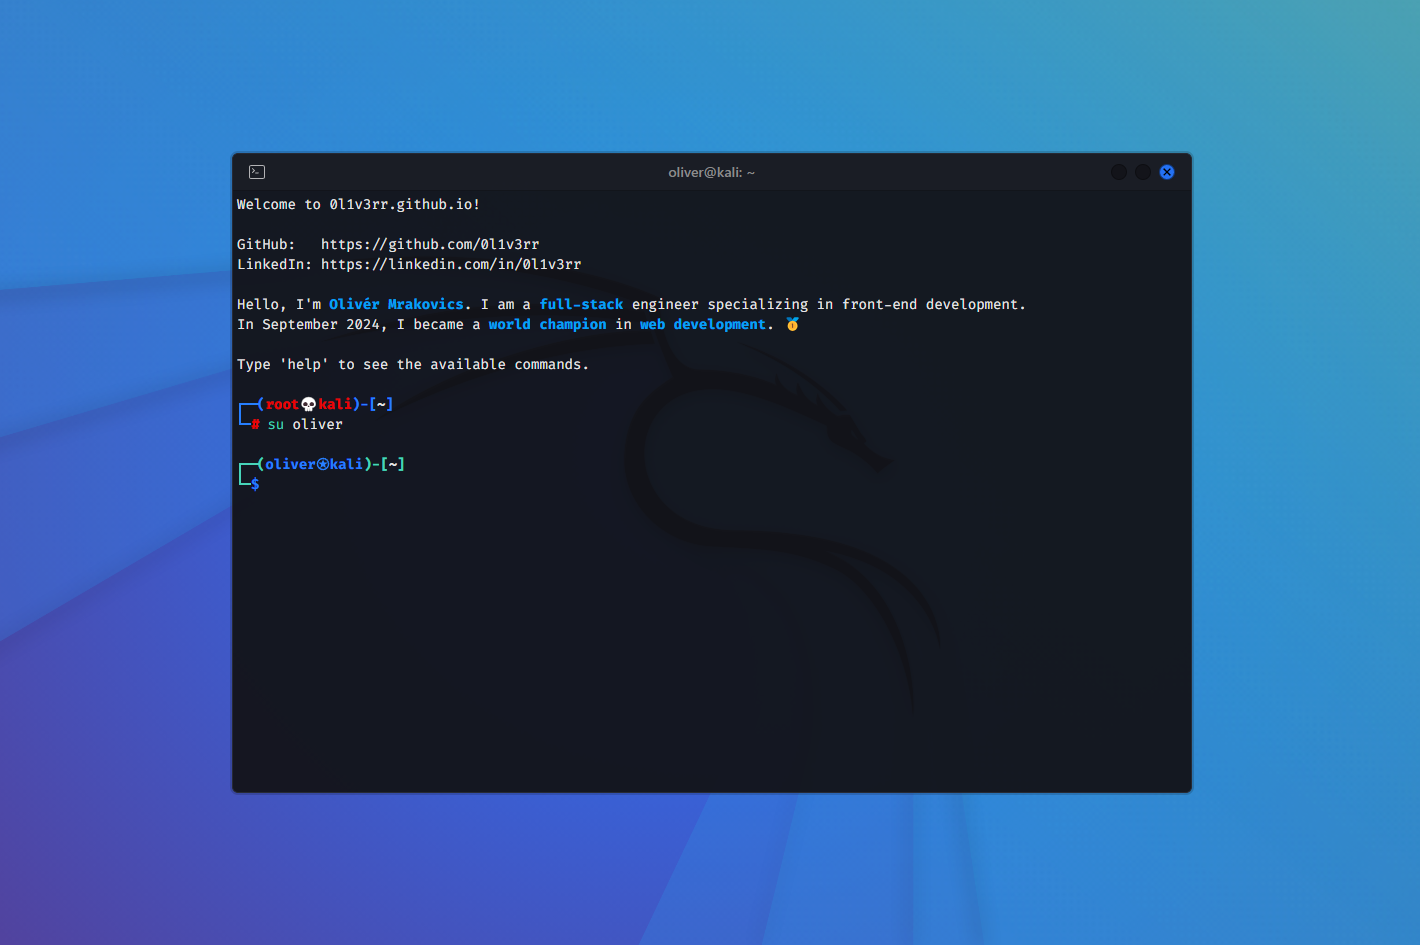 oliver@kali: ~
Welcome to 0l1v3rr.github.io!
GitHub:   https://github.com/0l1v3rr
LinkedIn: https://linkedin.com/in/0l1v3rr
Hello, I'm Olivér Mrakovics. I am a full-stack engineer specializing in front-end development.
In September 2024, I became a world champion in web development. 🥇
Type 'help' to see the available commands.
┌──(root💀kali)-[~]
└─# su oliver
┌──(oliver㉿kali)-[~]
└─$